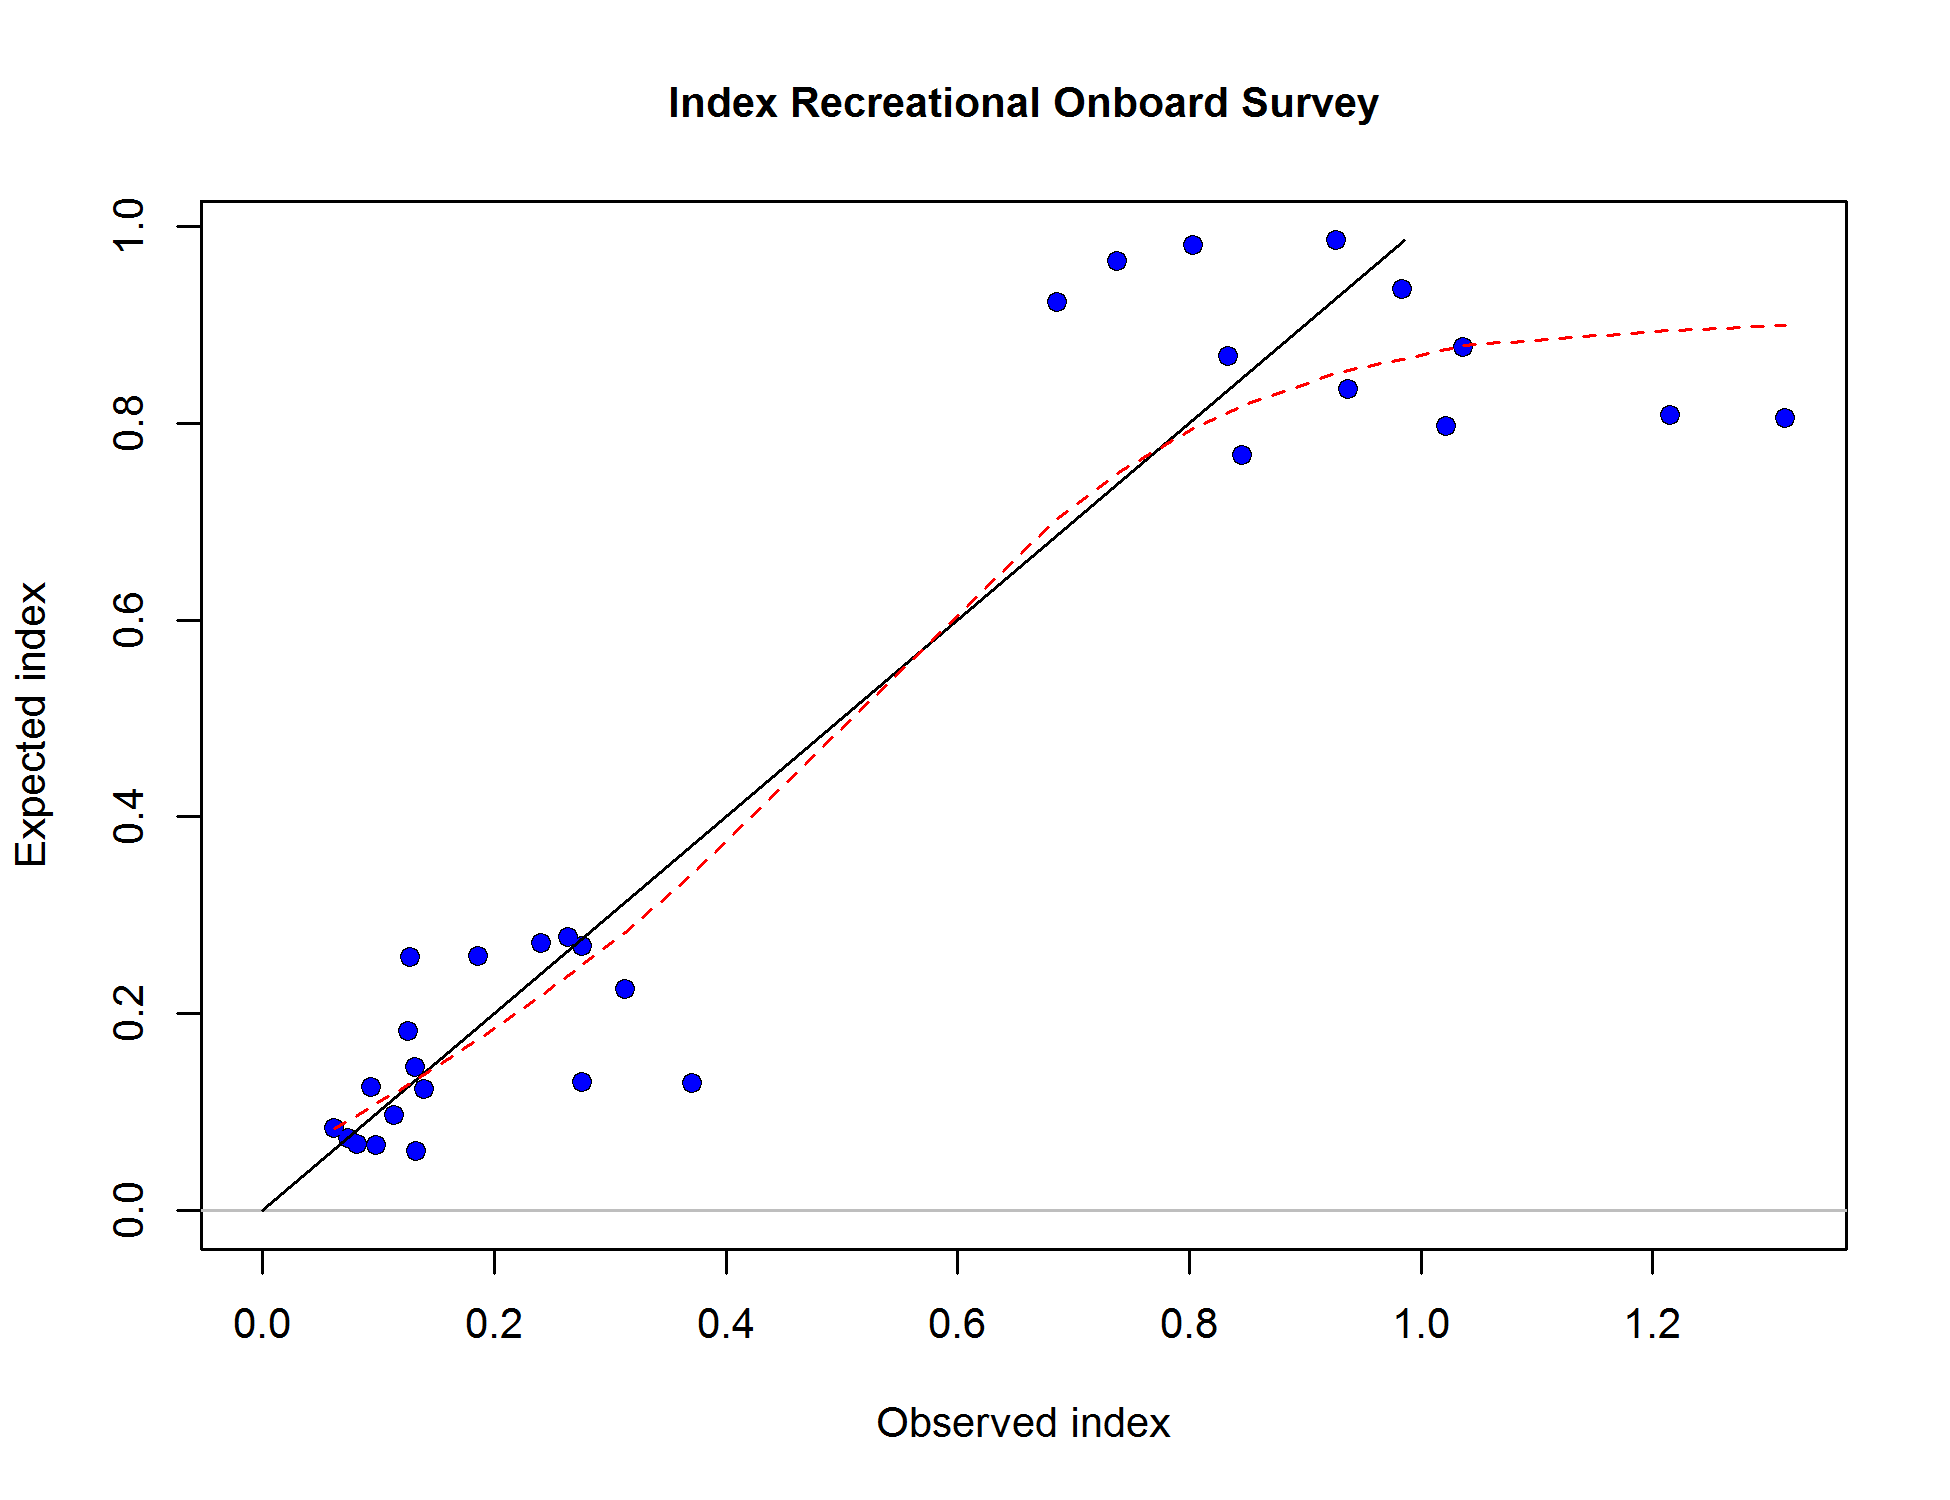 Index Recreational Onboard Survey
Expected index
1.0
0.8
0.6
0.4
0.2
0.0
0.0 0.2 0.4 0.6 0.8 1.0 1.2
Observed index